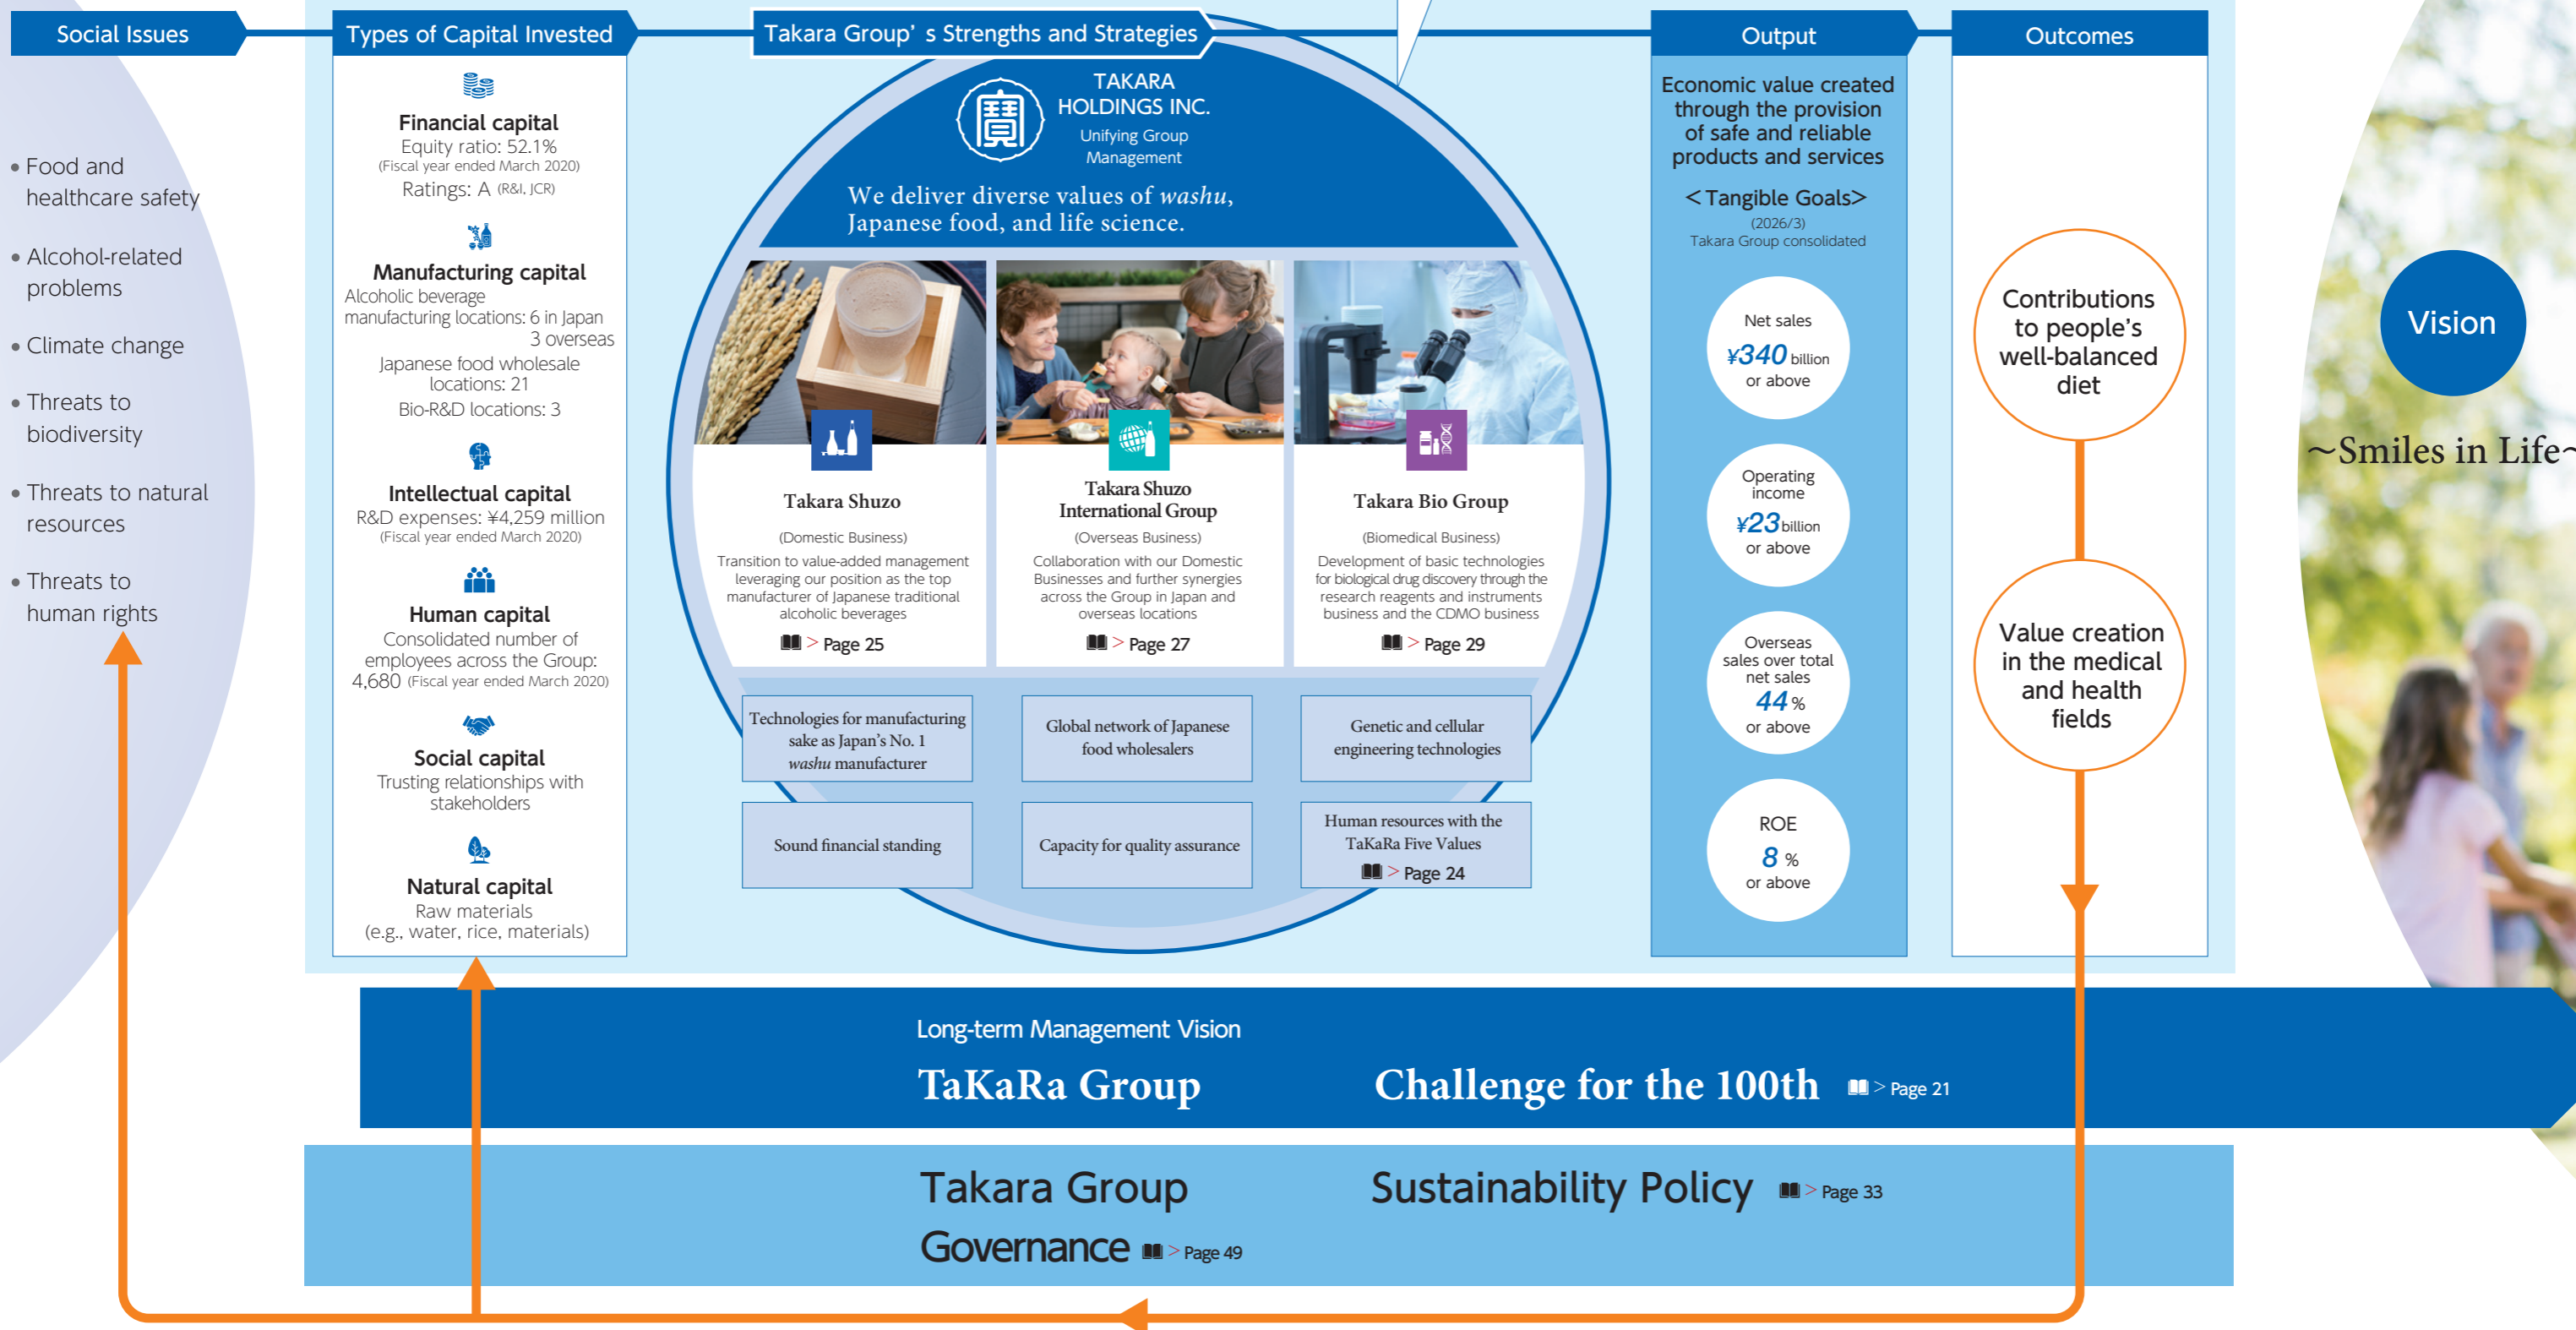 Social Issues
Types of Capital Invested
Takara Group’ s Strengths and Strategies
Output
Outcomes
• Food and
healthcare safety
• Alcohol-related
problems
• Climate change
• Threats to
biodiversity
• Threats to natural
resources
• Threats to
human rights
Financial capital
Equity ratio: 52.1%
(Fiscal year ended March 2020)
Ratings: A (R&I, JCR)
Manufacturing capital
Alcoholic beverage
manufacturing locations: 6 in Japan
3 overseas
Japanese food wholesale
locations: 21
Bio-R&D locations: 3
Intellectual capital
R&D expenses: ¥4,259 million
(Fiscal year ended March 2020)
Human capital
Consolidated number of
employees across the Group:
4,680 (Fiscal year ended March 2020)
Social capital
Trusting relationships with
stakeholders
Natural capital
Raw materials
(e.g., water, rice, materials)
寶
TAKARA
HOLDINGS INC.
Unifying Group
Management
We deliver diverse values of washu,
Japanese food, and life science.
Takara Shuzo
(Domestic Business)
Transition to value-added management
leveraging our position as the top
manufacturer of Japanese traditional
alcoholic beverages
> Page 25
Takara Shuzo
International Group
(Overseas Business)
Collaboration with our Domestic
Businesses and further synergies
across the Group in Japan and
overseas locations
> Page 27
Takara Bio Group
(Biomedical Business)
Development of basic technologies
for biological drug discovery through the
research reagents and instruments
business and the CDMO business
> Page 29
Technologies for manufacturing
sake as Japan’s No. 1
washu manufacturer
Global network of Japanese
food wholesalers
Genetic and cellular
engineering technologies
Sound financial standing
Capacity for quality assurance
Human resources with the
TaKaRa Five Values
> Page 24
Economic value created
through the provision
of safe and reliable
products and services
<Tangible Goals>
(2026/3)
Takara Group consolidated
Net sales
¥340 billion
or above
Operating
income
¥23 billion
or above
Overseas
sales over total
net sales
44 %
or above
ROE
8 %
or above
Contributions
to people’s
well-balanced
diet
Value creation
in the medical
and health
fields
Vision
~Smiles in Life~
Long-term Management Vision
TaKaRa Group Challenge for the 100th > Page 21
Takara Group Sustainability Policy > Page 33
Governance > Page 49